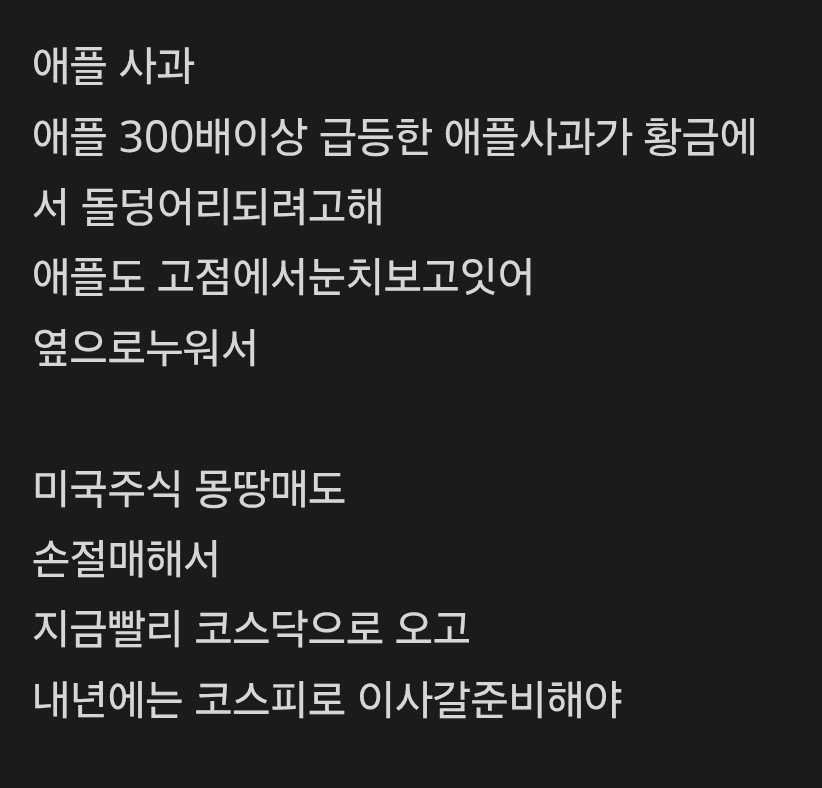 애플 사과
애플 300배이상 급등한 애플사과가 황금에
서 돌덩어리되려고해
애플도 고점에서눈치보고잇어
옆으로누워서
미국주식 몽땅매도
손절매해서
지금빨리 코스닥으로 오고
내년에는 코스피로 이사갈준비해야